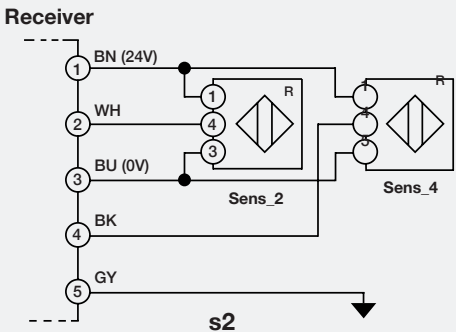 Receiver
1 BN (24V)
2 WH
3 BU (0V)
4 BK
5 GY
1 R
4
3
Sens_2
1 R
4
3
Sens_4
s2